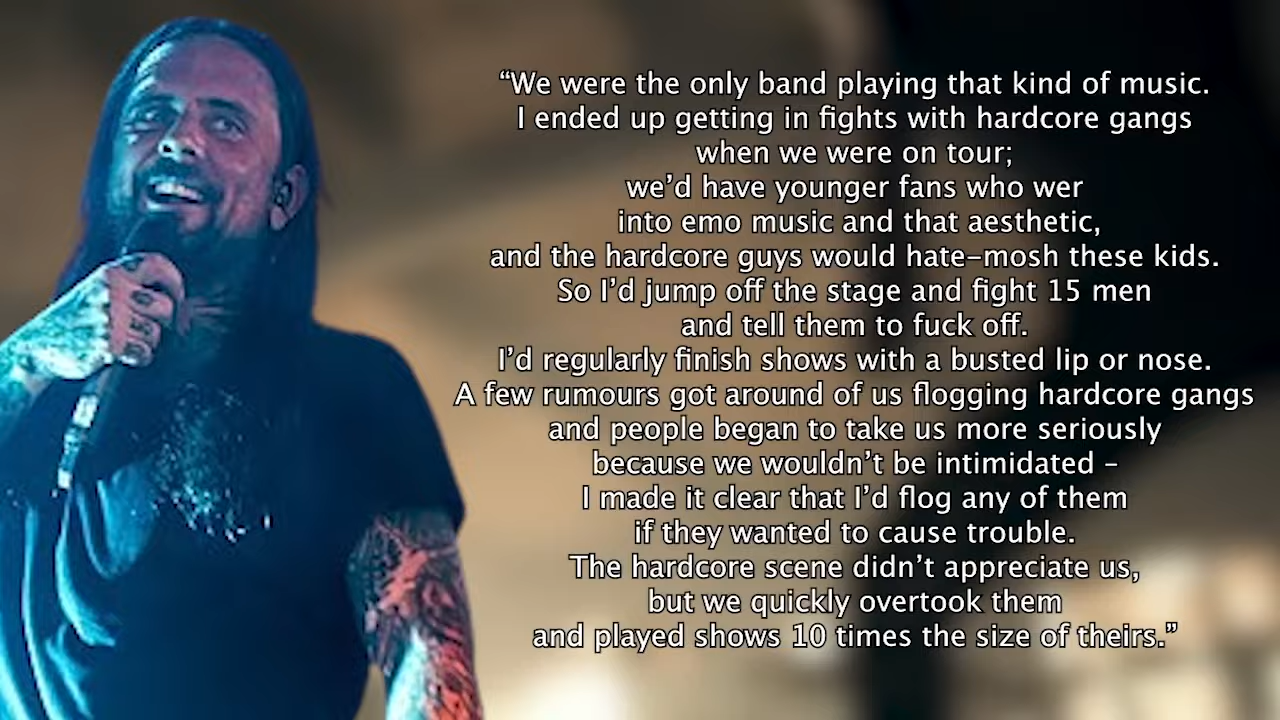 “We were the only band playing that kind of music.
I ended up getting in fights with hardcore gangs
when we were on tour;
we’d have younger fans who wer
into emo music and that aesthetic,
and the hardcore guys would hate–mosh these kids.
So I’d jump off the stage and fight 15 men
and tell them to fuck off.
I’d regularly finish shows with a busted lip or nose.
A few rumours got around of us flogging hardcore gangs
and people began to take us more seriously
because we wouldn’t be intimidated –
I made it clear that I’d flog any of them
if they wanted to cause trouble.
The hardcore scene didn’t appreciate us,
but we quickly overtook them
and played shows 10 times the size of theirs.”